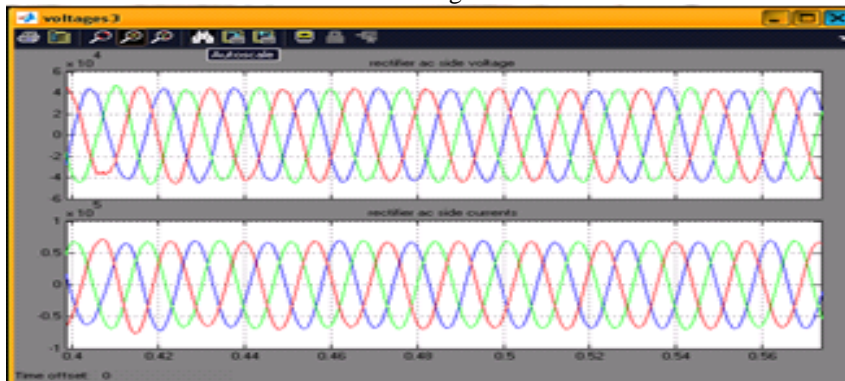 voltages3
Autoscale
x 10 4
rectifier ac side voltage
6
4
2
0
-2
-4
-6
x 10 5
rectifier ac side currents
1
0.5
0
-0.5
-1
0.4 0.42 0.44 0.46 0.48 0.5 0.52 0.54 0.56
Time offset: 0